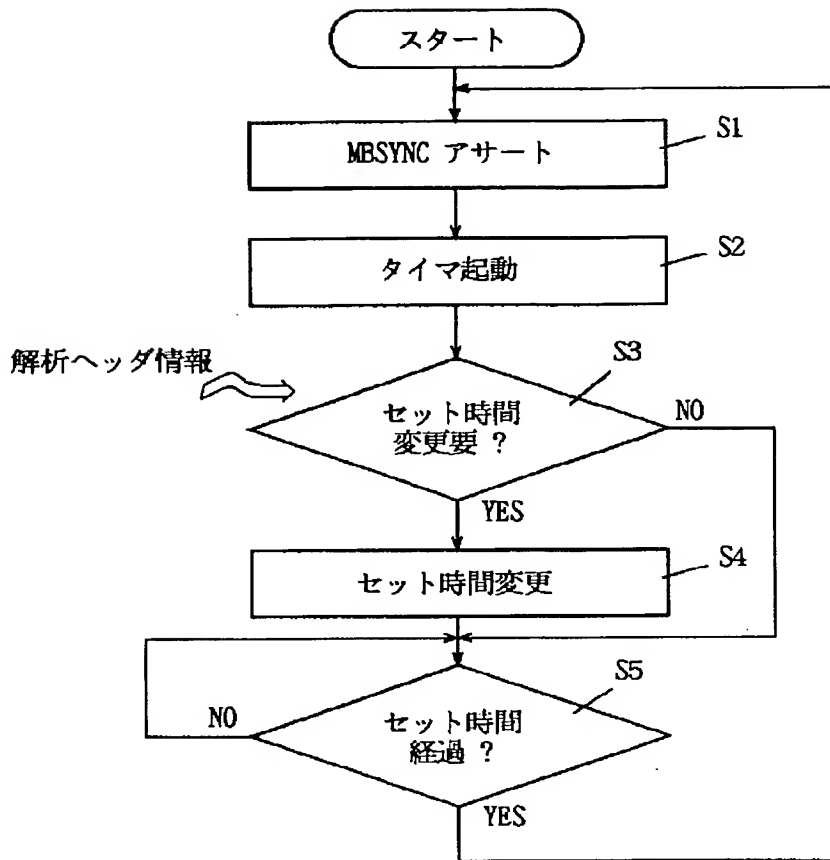 スタート
MBSYNC アサート
S1
タイマ起動
S2
解析ヘッダ情報
S3
セット時間
変更要 ?
NO
YES
セット時間変更
S4
S5
NO
セット時間
経過 ?
YES